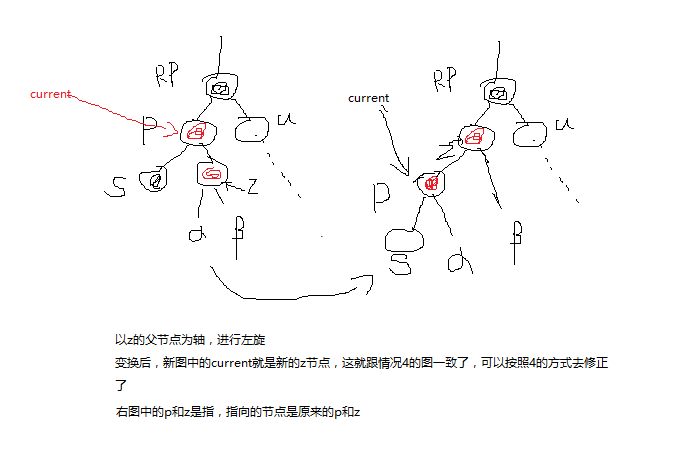 RP
RP
current
current
P
u
u
S
z
z
P
α
β
β
S
α
以z的父节点为轴，进行左旋
变换后，新图中的current就是新的z节点，这就跟情况4的图一致了，可以按照4的方式去修正
了
右图中的p和z是指，指向的节点是原来的p和z